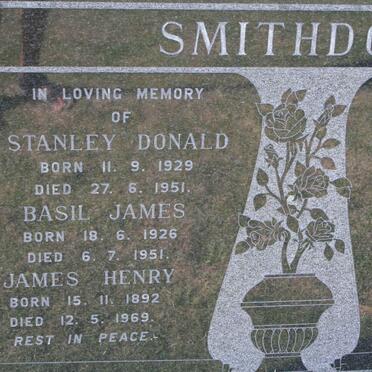 SMITHDO
IN LOVING MEMORY
OF
STANLEY DONALD
BORN 11. 9. 1929
DIED 27. 6. 1951.
BASIL JAMES
BORN 18. 6. 1926
DIED 6. 7. 1951.
JAMES HENRY
BORN 15. 11. 1892
DIED 12. 5. 1969.
REST IN PEACE.-